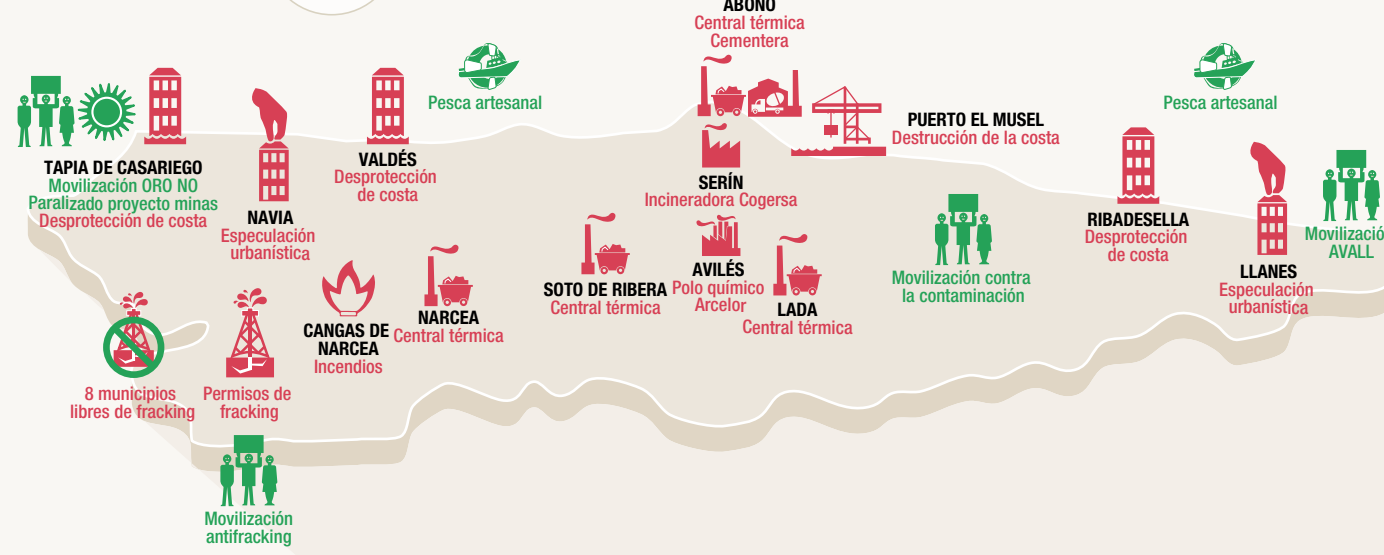 ABOÑO
Central térmica
Cementera
Pesca artesanal
Pesca artesanal
TAPIA DE CASARIEGO
Movilización ORO NO
Paralizado proyecto minas
Desprotección de costa
NAVIA
Especulación
urbanística
VALDÉS
Desprotección
de costa
PUERTO EL MUSEL
Destrucción de la costa
SERÍN
Incineradora Cogersa
RIBADESELLA
Desprotección
de costa
LLANES
Especulación
urbanística
Movilizació
AVALL
CANGAS DE
NARCEA
Incendios
NARCEA
Central térmica
SOTO DE RIBERA
Central térmica
AVILÉS
Polo químico
Arcelor
LADA
Central térmica
Movilización contra
la contaminación
8 municipios
libres de fracking
Permisos de
fracking
Movilización
antifracking